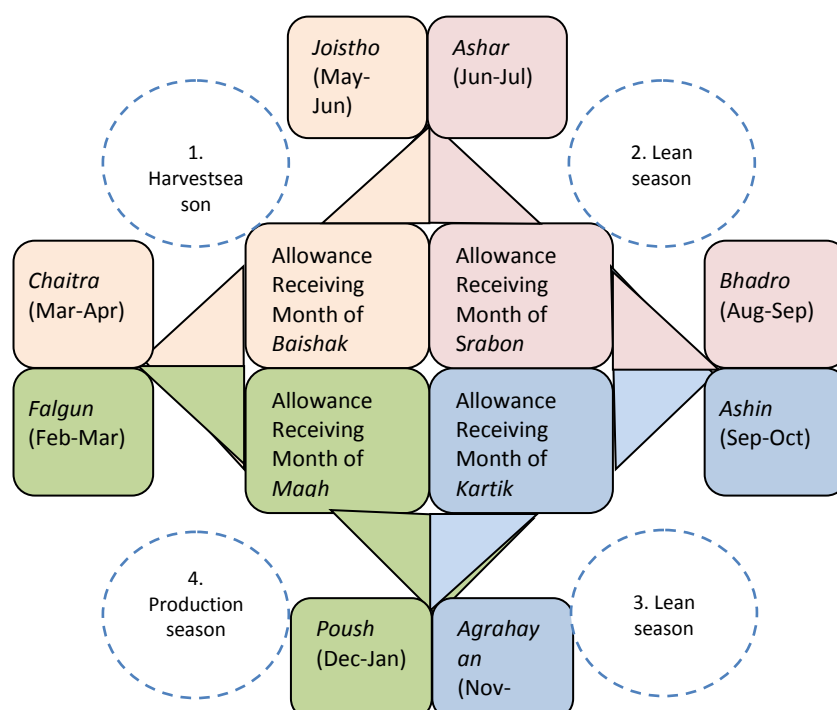 Joistho
(May-
Jun)
Ashar
(Jun-Jul)
1.
Harvestsea
son
2. Lean
season
Chaitra
(Mar-Apr)
Allowance
Receiving
Month of
Baishak
Allowance
Receiving
Month of
Srabon
Bhadro
(Aug-Sep)
Falgun
(Feb-Mar)
Allowance
Receiving
Month of
Magh
Allowance
Receiving
Month of
Kartik
Ashin
(Sep-Oct)
4.
Production
season
Poush
(Dec-Jan)
Agrahay
an
(Nov-
3. Lean
season